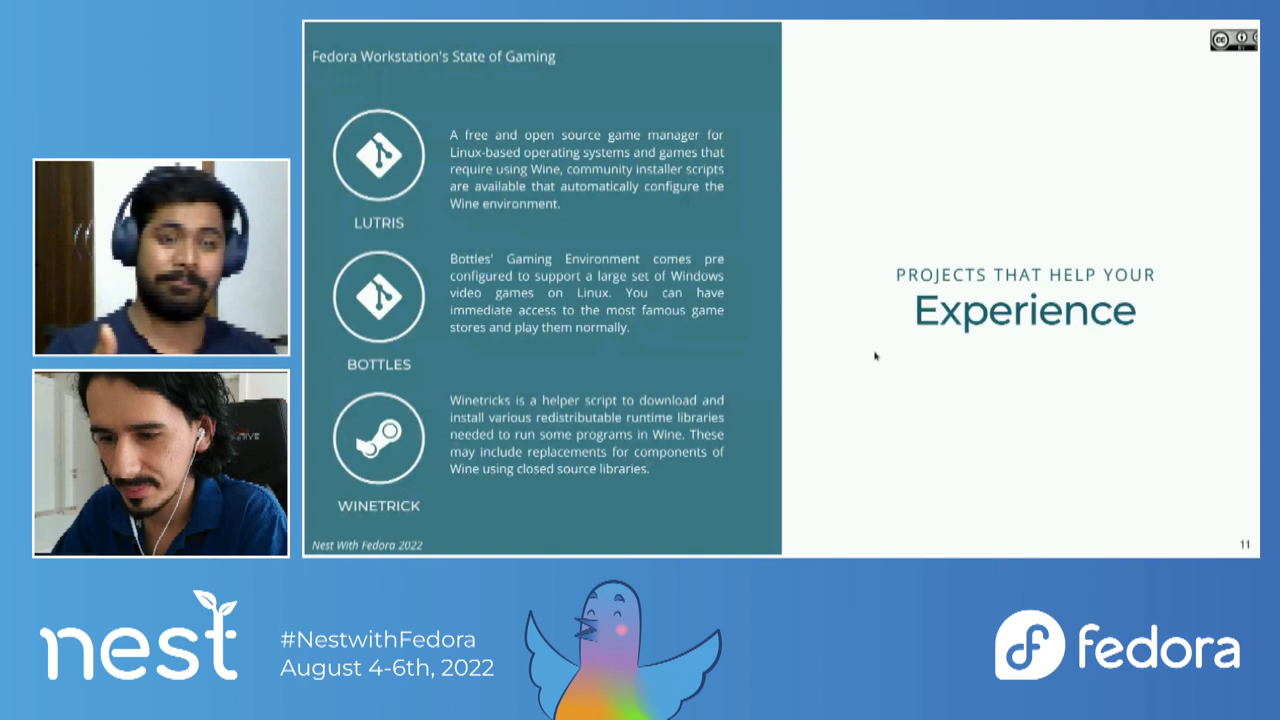 Fedora Workstation's State of Gaming
A free and open source game manager for
Linux-based operating systems and games that
require using Wine, community installer scripts
are available that automatically configure the
Wine environment.
LUTRIS
Bottles' Gaming Environment comes pre
configured to support a large set of Windows
video games on Linux. You can have
immediate access to the most famous game
stores and play them normally.
BOTTLES
Winetricks is a helper script to download and
install various redistributable runtime libraries
needed to run some programs in Wine. These
may include replacements for components of
Wine using closed source libraries.
WINETRICK
Nest With Fedora 2022
cc
BY
PROJECTS THAT HELP YOUR
Experience
11
nest
#NestwithFedora
August 4-6th, 2022
fedora